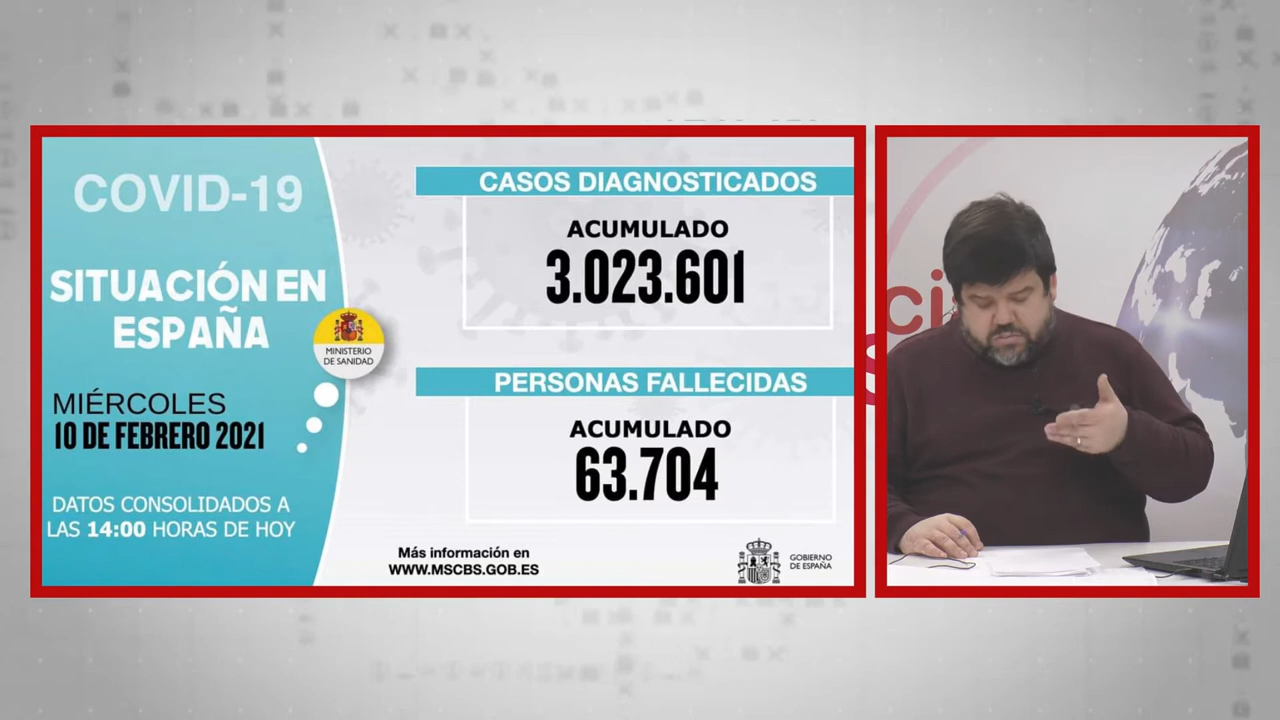 COVID-19
SITUACIÓN EN
ESPAÑA
MINISTERIO
DE SANIDAD
MIÉRCOLES
10 DE FEBRERO 2021
DATOS CONSOLIDADOS A
LAS 14:00 HORAS DE HOY
CASOS DIAGNOSTICADOS
ACUMULADO
3.023.601
PERSONAS FALLECIDAS
ACUMULADO
63.704
Más información en
WWW.MSCBS.GOB.ES
GOBIERNO
DE ESPAÑA